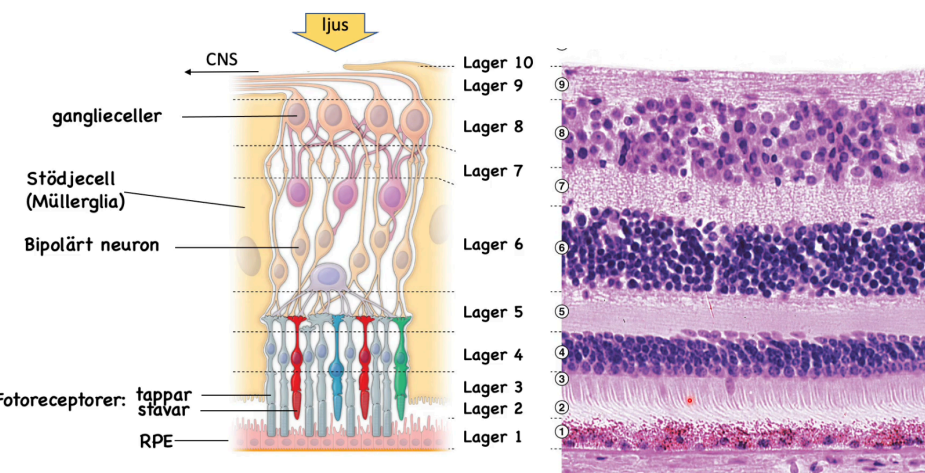 ljus
CNS
ganglieceller
Stödjecell
(Müllerglia)
Bipolärt neuron
Fotoreceptorer: tappar
stavar
RPE
Lager 10
Lager 9
Lager 8
Lager 7
Lager 6
Lager 5
Lager 4
Lager 3
Lager 2
Lager 1
9
8
7
6
5
4
3
2
1